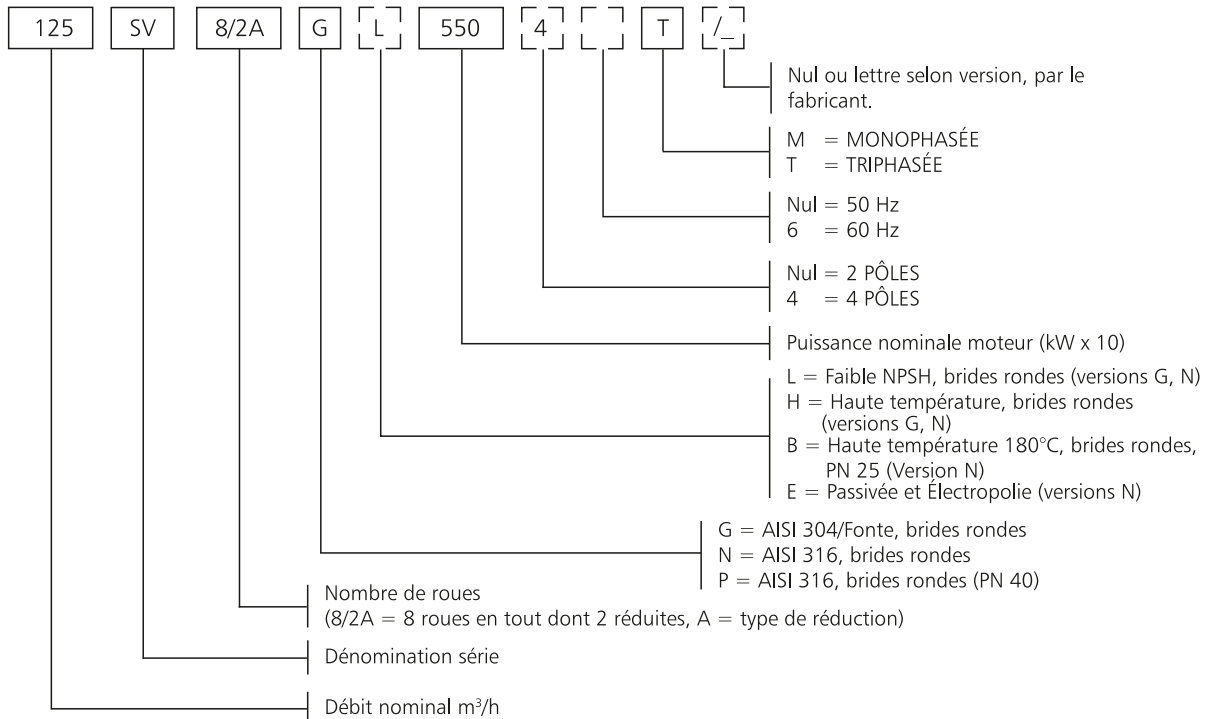 125 SV 8/2A G L 550 4 T /_
Nul ou lettre selon version, par le
fabricant.
M = MONOPHASÉE
T = TRIPHASÉE
Nul = 50 Hz
6 = 60 Hz
Nul = 2 PÔLES
4 = 4 PÔLES
Puissance nominale moteur (kW x 10)
L = Faible NPSH, brides rondes (versions G, N)
H = Haute température, brides rondes
(versions G, N)
B = Haute température 180°C, brides rondes,
PN 25 (Version N)
E = Passivée et Électropolie (versions N)
G = AISI 304/Fonte, brides rondes
N = AISI 316, brides rondes
P = AISI 316, brides rondes (PN 40)
Nombre de roues
(8/2A = 8 roues en tout dont 2 réduites, A = type de réduction)
Dénomination série
Débit nominal m³/h